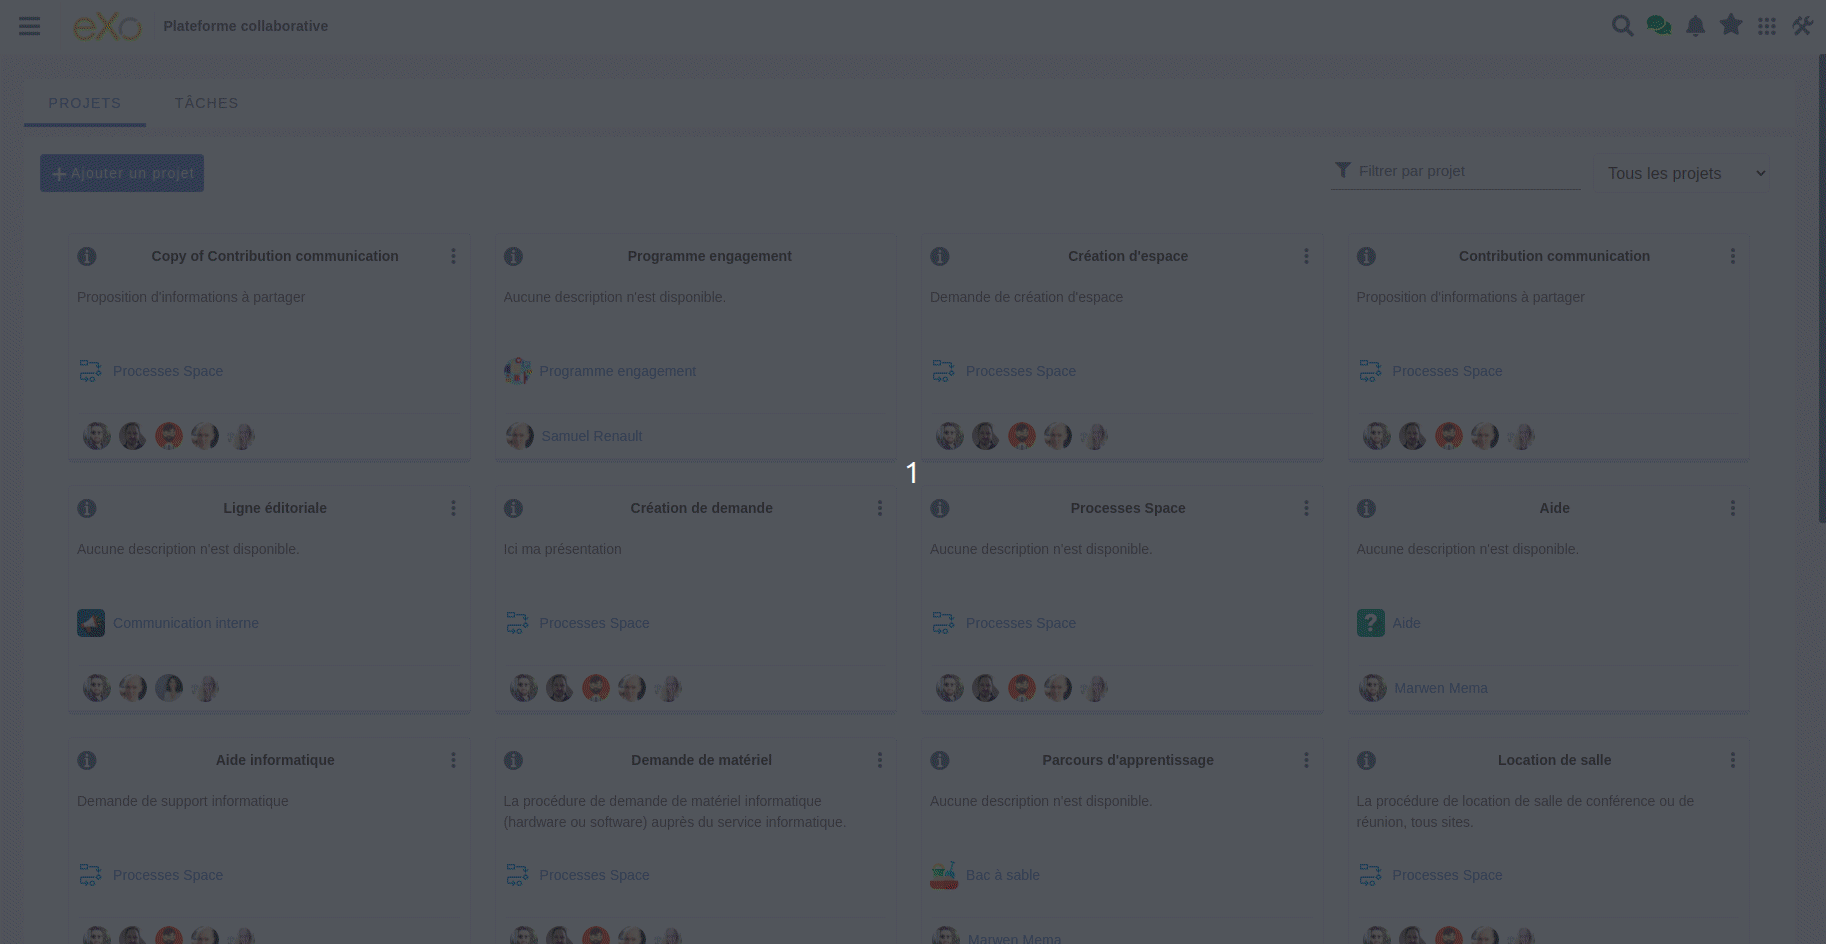 eXo Plateforme collaborative
PROJETS TÂCHES
+ Ajouter un projet Filtrer par projet Tous les projets
Copy of Contribution communication Programme engagement Création d'espace Contribution communication
Proposition d'informations à partager Aucune description n'est disponible. Demande de création d'espace Proposition d'informations à partager
Processes Space Programme engagement Processes Space Processes Space
Samuel Renault
1
Ligne éditoriale Création de demande Processes Space Aide
Aucune description n'est disponible. Ici ma présentation Aucune description n'est disponible. Aucune description n'est disponible.
Communication interne Processes Space Processes Space Aide
Marwen Mema
Aide informatique Demande de matériel Parcours d'apprentissage Location de salle
Demande de support informatique La procédure de demande de matériel informatique Aucune description n'est disponible. La procédure de location de salle de conférence ou de
(hardware ou software) auprès du service informatique. réunion, tous sites.
Processes Space Processes Space Bac à sable Processes Space
Marwen Mema